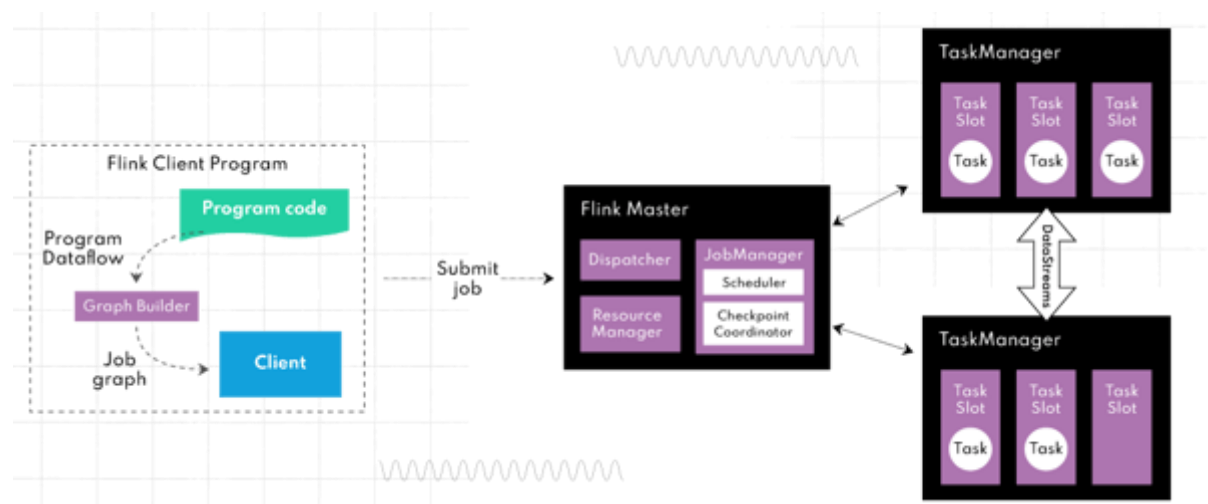 Flink Client Program
Program code
Program
Dataflow
Graph Builder
Job
graph
Client
Submit
job
Flink Master
Dispatcher
Resource
Manager
JobManager
Scheduler
Checkpoint
Coordinator
TaskManager
Task
Slot
Task
Task
Slot
Task
Task
Slot
Task
DataStreams
TaskManager
Task
Slot
Task
Task
Slot
Task
Task
Slot